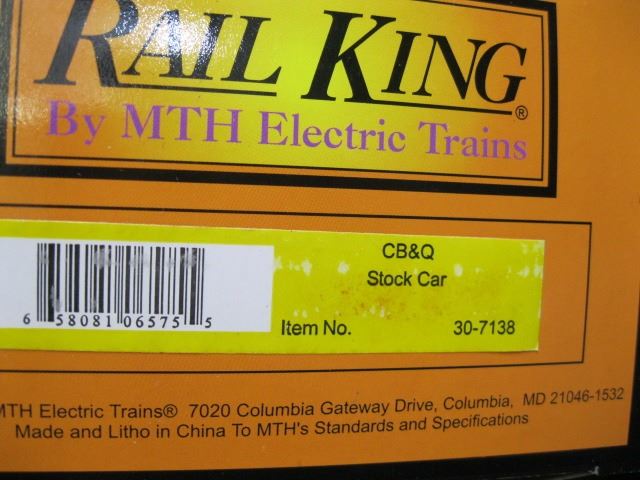 RAIL KING®
By MTH Electric Trains
CB&Q
Stock Car
6 58081 06575 5
Item No. 30-7138
MTH Electric Trains® 7020 Columbia Gateway Drive, Columbia, MD 21046-1532
Made and Litho in China To MTH's Standards and Specifications